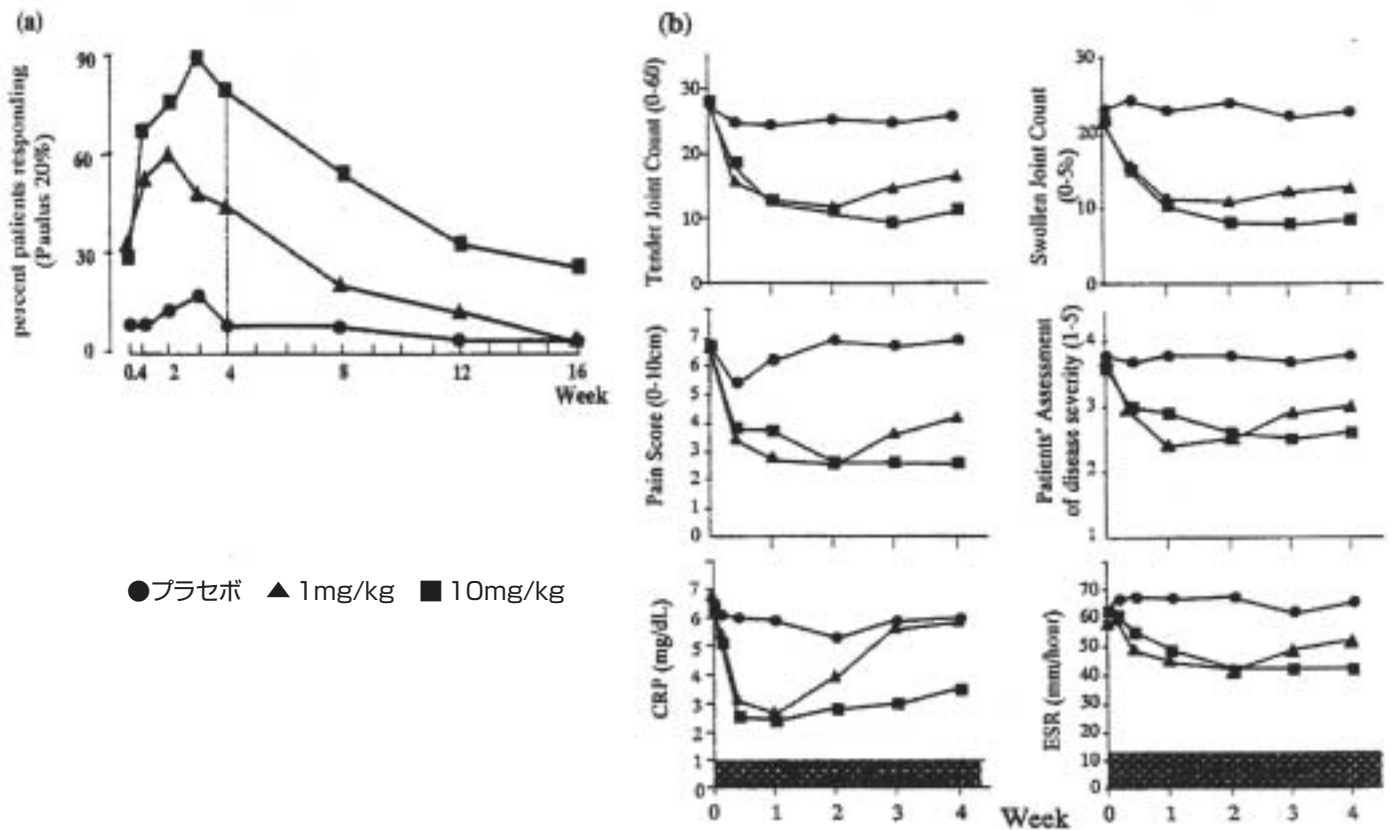 (a)
percent patients responding
(Paulus 20%)
90
60
30
0
0.4 2 4 8 12 16
Week
●プラセボ ▲ 1mg/kg ■ 10mg/kg
(b)
Tender Joint Count (0-60)
30
20
10
0
Swollen Joint Count
(0-58)
30
20
10
0
Pain Score (0-10cm)
7
6
5
4
3
2
1
0
Patients' Assessment
of disease severity (1-5)
4
3
2
1
CRP (mg/dL)
7
6
5
4
3
2
1
0
0 1 2 3 4
ESR (mm/hour)
70
60
50
40
30
20
10
0
0 1 2 3 4
Week